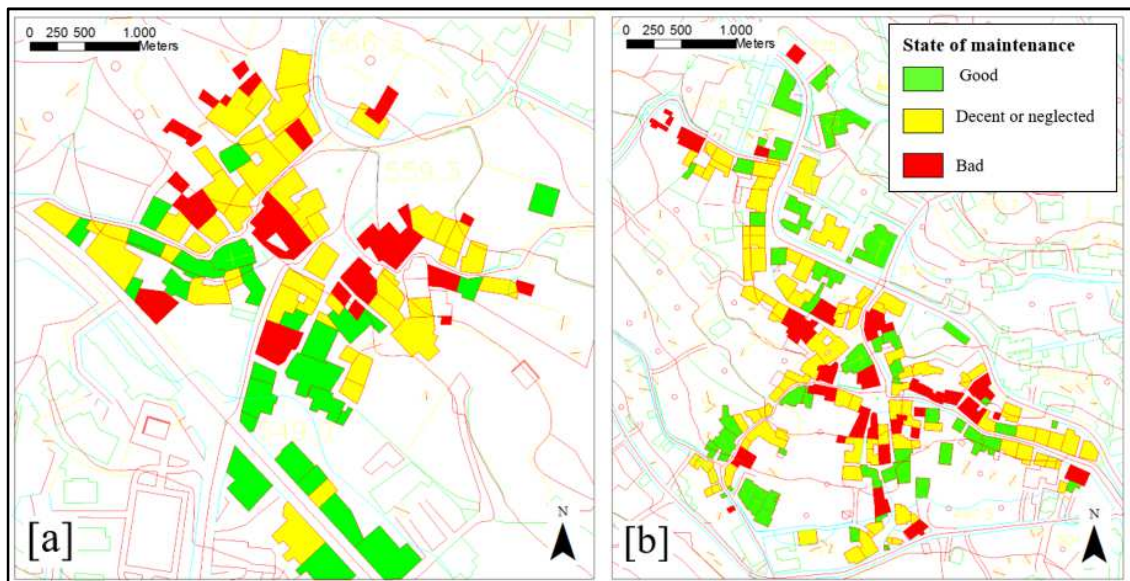 0 250 500 1.000
Meters
[a]
N
0 250 500 1.000
Meters
State of maintenance
Good
Decent or neglected
Bad
[b]
N